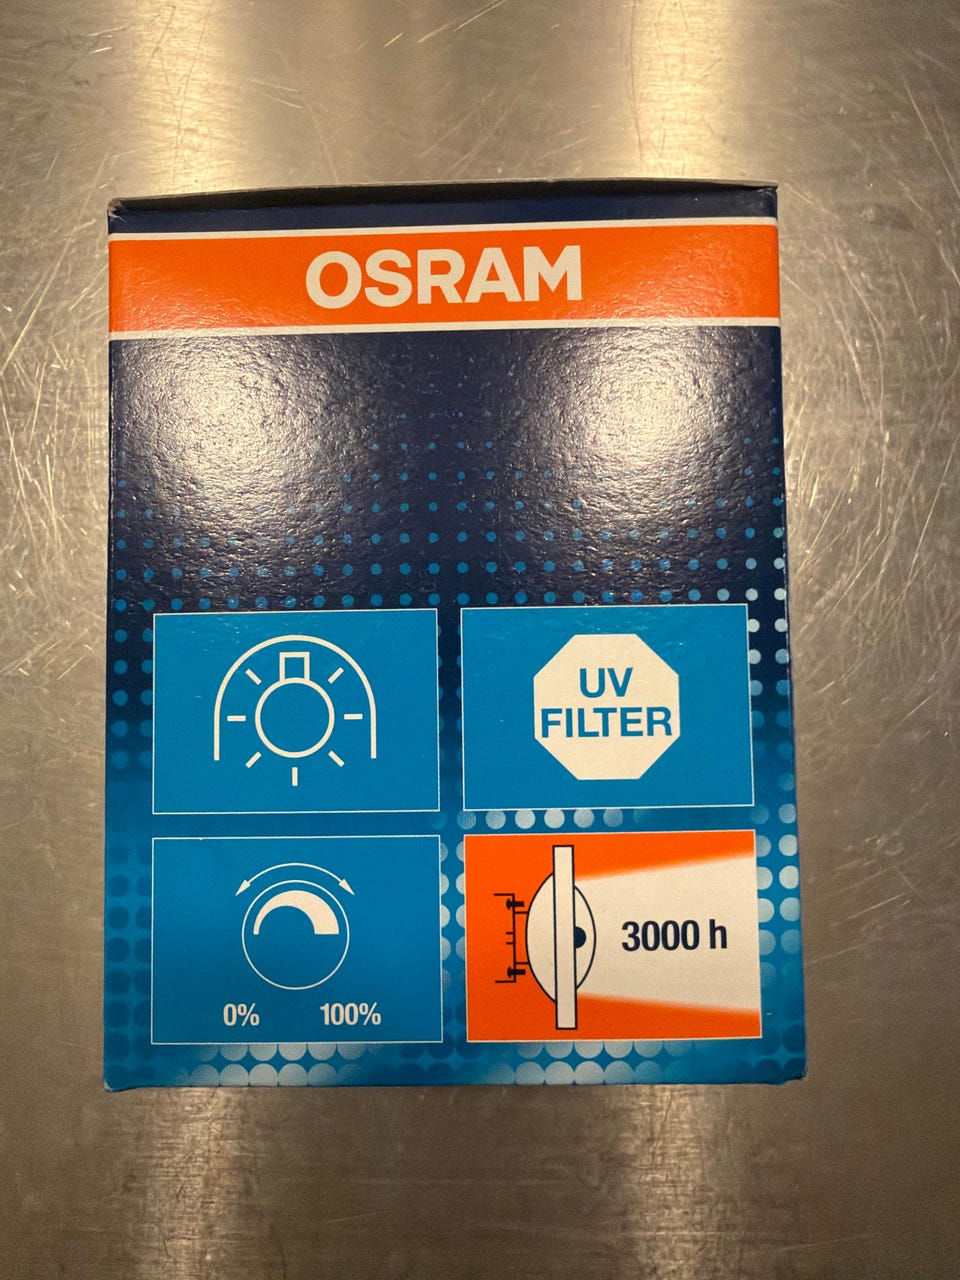 OSRAM
UV
FILTER
0% 100%
3000 h